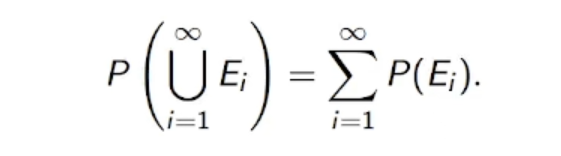 P(⋃_{i=1}^{∞} E_i) = ∑_{i=1}^{∞} P(E_i).